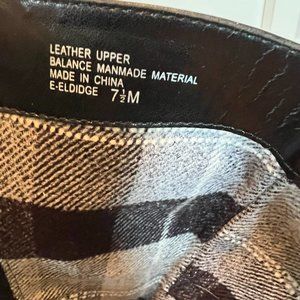 LEATHER UPPER
BALANCE MANMADE MATERIAL
MADE IN CHINA
E-ELDIDGE 7½M